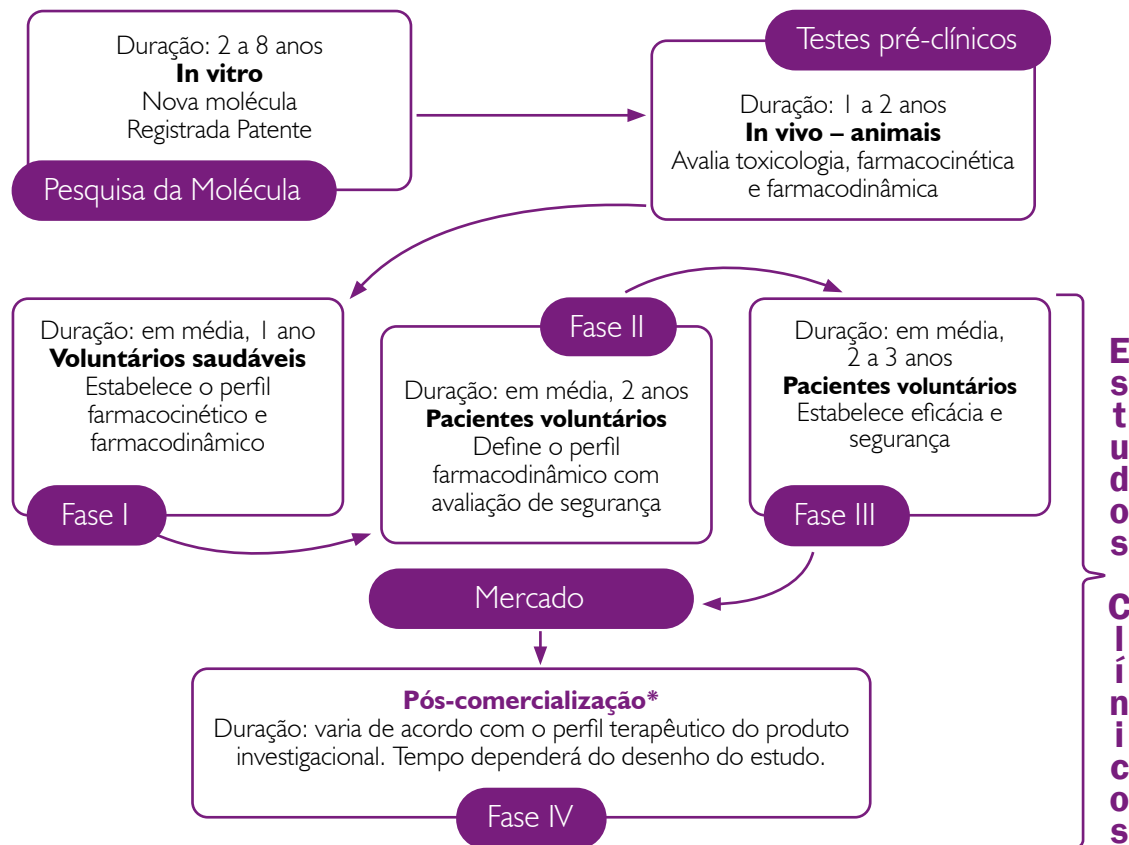 Duração: 2 a 8 anos
In vitro
Nova molécula
Registrada Patente
Pesquisa da Molécula
Testes pré-clínicos
Duração: 1 a 2 anos
In vivo – animais
Avalia toxicologia, farmacocinética
e farmacodinâmica
Duração: em média, 1 ano
Voluntários saudáveis
Estabelece o perfil
farmacocinético e
farmacodinâmico
Fase I
Fase II
Duração: em média, 2 anos
Pacientes voluntários
Define o perfil
farmacodinâmico com
avaliação de segurança
Duração: em média,
2 a 3 anos
Pacientes voluntários
Estabelece eficácia e
segurança
Fase III
Mercado
Pós-comercialização*
Duração: varia de acordo com o perfil terapêutico do produto
investigacional. Tempo dependerá do desenho do estudo.
Fase IV
Estudos Clínicos